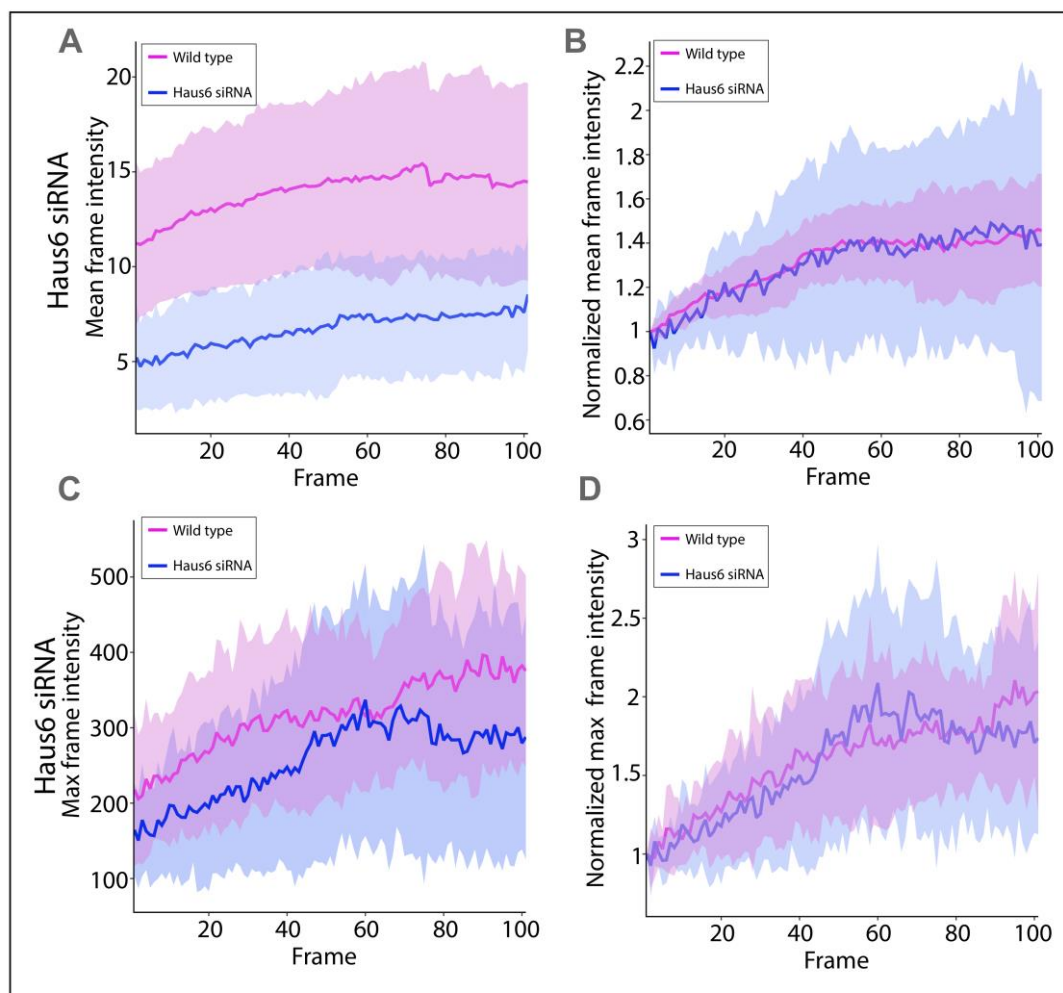 A
Wild type
Haus6 siRNA
Haus6 siRNA
Mean frame intensity
20
15
10
5
20
40
60
80
100
Frame
B
Wild type
Haus6 siRNA
Normalized mean frame intensity
2.2
2
1.8
1.6
1.4
1.2
1
0.8
0.6
20
40
60
80
100
Frame
C
Wild type
Haus6 siRNA
Haus6 siRNA
Max frame intensity
500
400
300
200
100
20
40
60
80
100
Frame
D
Wild type
Haus6 siRNA
Normalized max frame intensity
3
2.5
2
1.5
1
20
40
60
80
100
Frame